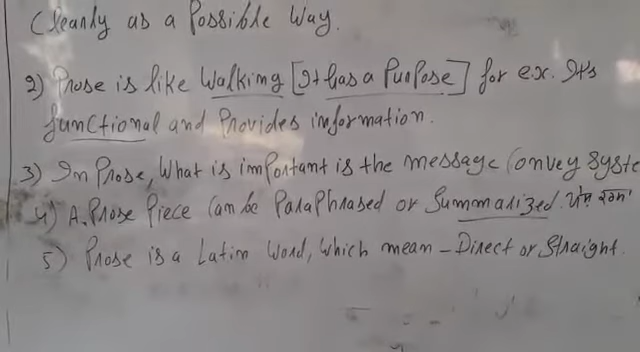 Cleanly as a Possible Way.
2) Prose is like Walking [It has a Purpose] for ex. It's
functional and Provides information.
3) In Prose, What is important is the message Convey Syste
4) A. Prose Piece Can be Paraphrased or Summarized.
5) Prose is a Latin Word, Which mean - Direct or Straight.